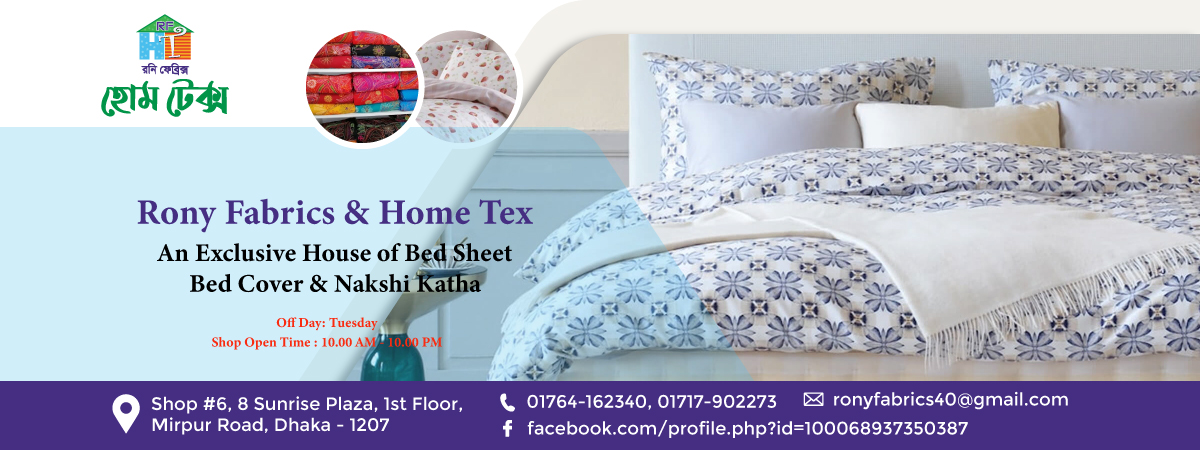 RF
রনি ফেব্রিক্স
হোম টেক্স
Rony Fabrics & Home Tex
An Exclusive House of Bed Sheet
Bed Cover & Nakshi Katha
Off Day: Tuesday
Shop Open Time : 10.00 AM - 10.00 PM
Shop #6, 8 Sunrise Plaza, 1st Floor,
Mirpur Road, Dhaka - 1207
01764-162340, 01717-902273
ronyfabrics40@gmail.com
facebook.com/profile.php?id=100068937350387